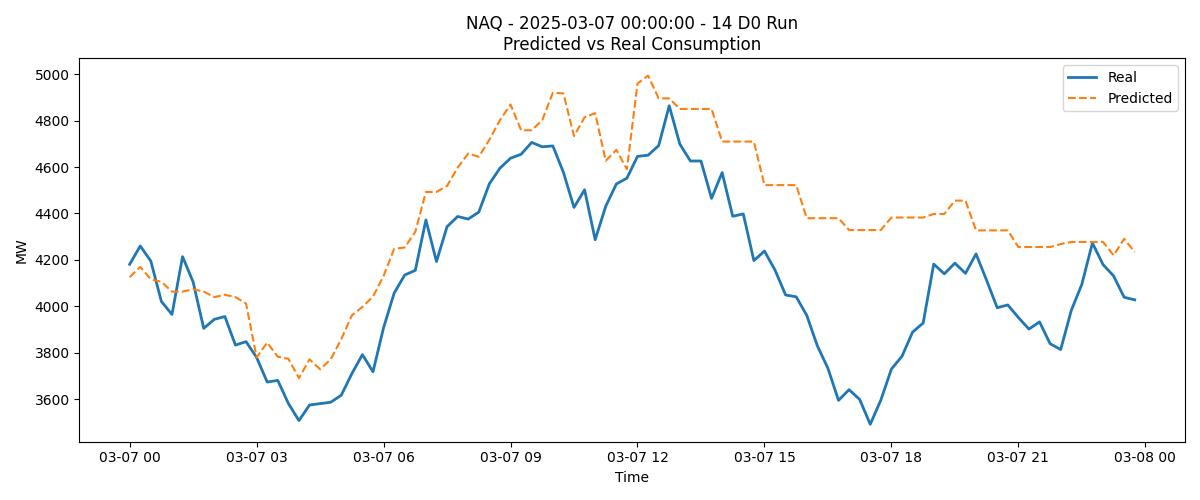 NAQ - 2025-03-07 00:00:00 - 14 D0 Run
Predicted vs Real Consumption
Real
Predicted
MW
5000
4800
4600
4400
4200
4000
3800
3600
03-07 00
03-07 03
03-07 06
03-07 09
03-07 12
03-07 15
03-07 18
03-07 21
03-08 00
Time